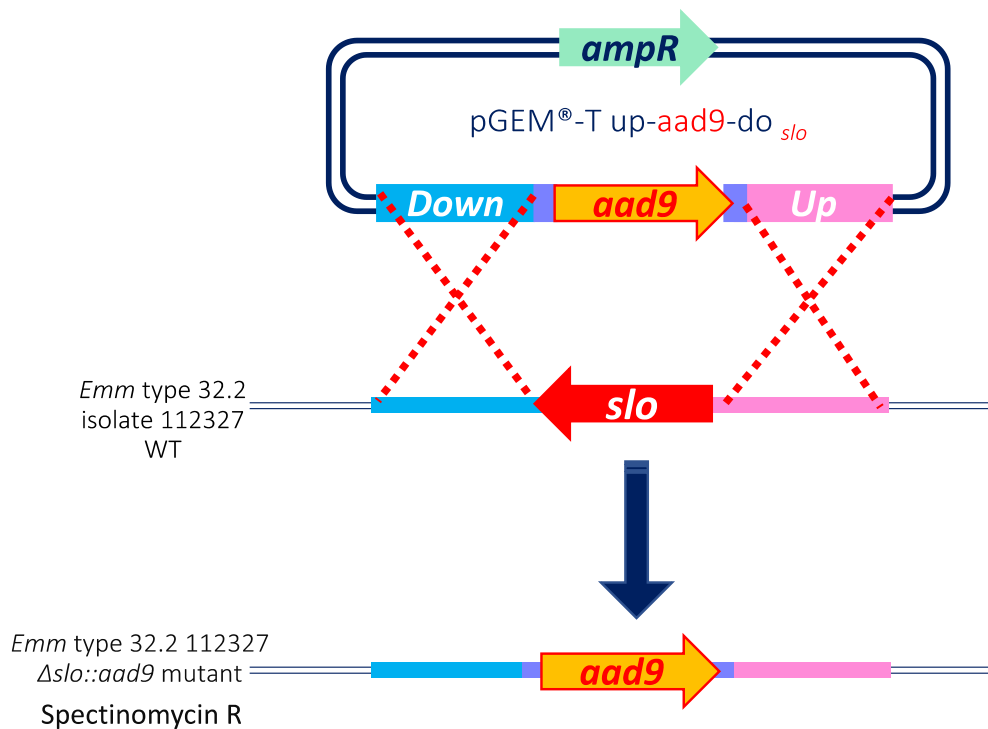 ampR
pGEM®-T up-aad9-do slo
Down aad9 Up
Emm type 32.2
isolate 112327
WT
slo
Emm type 32.2 112327
Δslo::aad9 mutant
aad9
Spectinomycin R